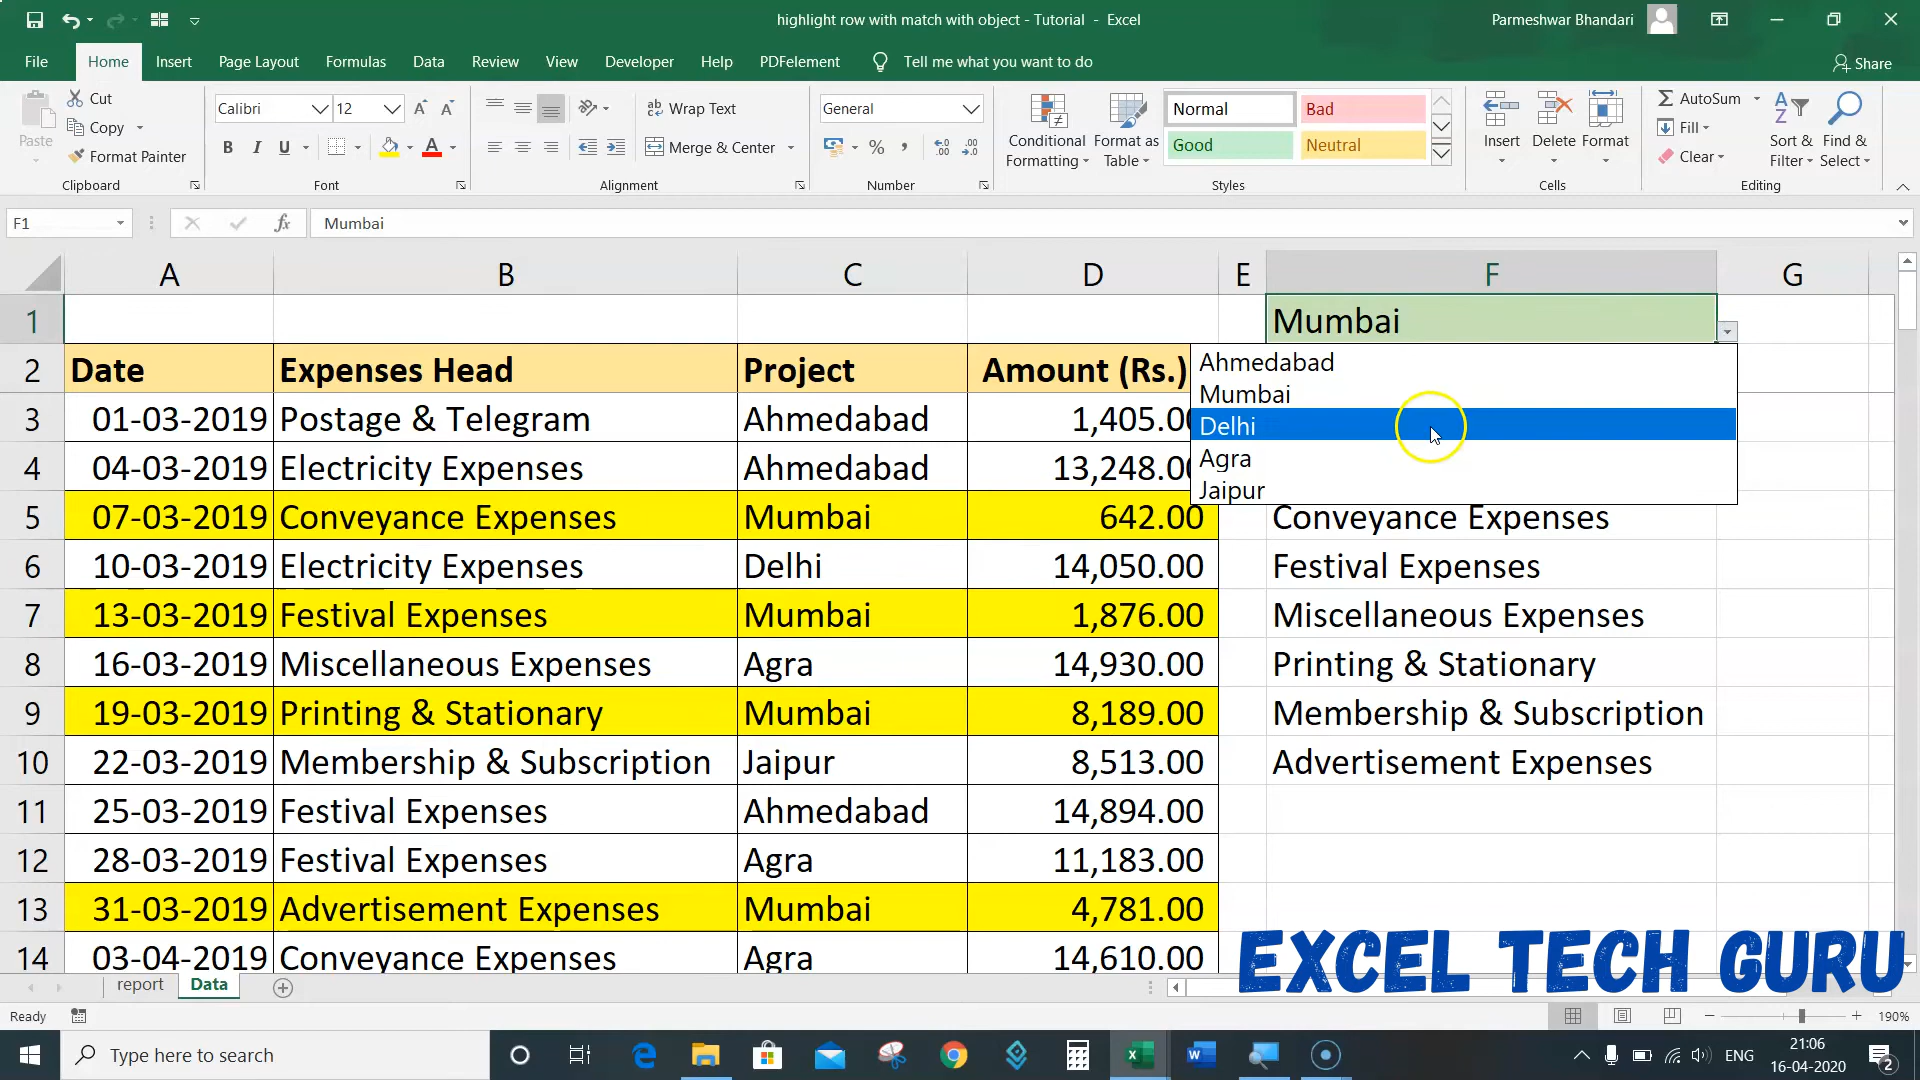 highlight row with match with object - Tutorial - Excel
Parmeshwar Bhandari
File Home Insert Page Layout Formulas Data Review View Developer Help PDFelement Tell me what you want to do Share
Paste
Cut
Copy
Format Painter
Clipboard
Calibri 12
B I U
Font
Wrap Text
Merge & Center
Alignment
General
Number
Conditional Formatting
Format as Table
Normal Bad
Good Neutral
Styles
Insert Delete Format
Cells
AutoSum
Fill
Clear
Sort & Filter
Find & Select
Editing
F1 fx Mumbai
A B C D E F G
1 Mumbai
2 Date Expenses Head Project Amount (Rs.)
Ahmedabad
Mumbai
Delhi
Agra
Jaipur
3 01-03-2019 Postage & Telegram Ahmedabad 1,405.00
4 04-03-2019 Electricity Expenses Ahmedabad 13,248.00
5 07-03-2019 Conveyance Expenses Mumbai 642.00 Conveyance Expenses
6 10-03-2019 Electricity Expenses Delhi 14,050.00 Festival Expenses
7 13-03-2019 Festival Expenses Mumbai 1,876.00 Miscellaneous Expenses
8 16-03-2019 Miscellaneous Expenses Agra 14,930.00 Printing & Stationary
9 19-03-2019 Printing & Stationary Mumbai 8,189.00 Membership & Subscription
10 22-03-2019 Membership & Subscription Jaipur 8,513.00 Advertisement Expenses
11 25-03-2019 Festival Expenses Ahmedabad 14,894.00
12 28-03-2019 Festival Expenses Agra 11,183.00
13 31-03-2019 Advertisement Expenses Mumbai 4,781.00
14 03-04-2019 Conveyance Expenses Agra 14,610.00
EXCEL TECH GURU
report Data
Ready 190%
Type here to search
ENG
21:06
16-04-2020
2